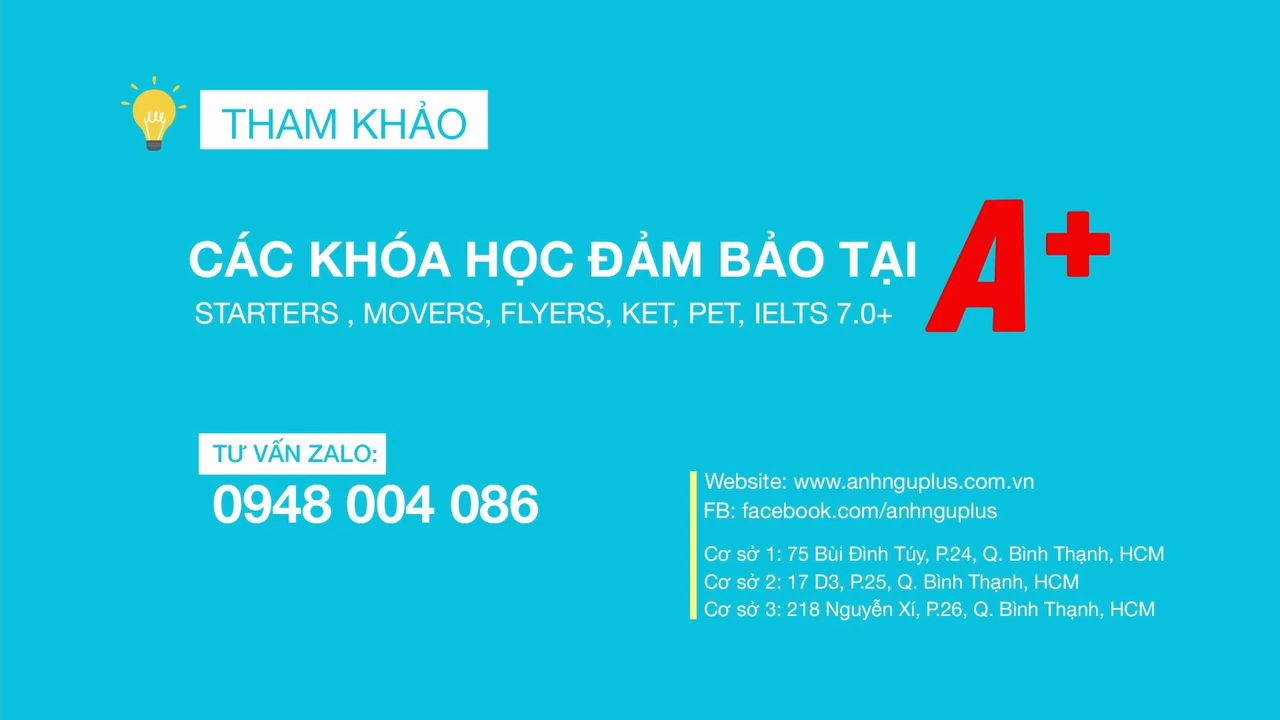 THAM KHẢO
CÁC KHÓA HỌC ĐẢM BẢO TẠI A+
STARTERS , MOVERS, FLYERS, KET, PET, IELTS 7.0+
TƯ VẤN ZALO:
0948 004 086
Website: www.anhnguplus.com.vn
FB: facebook.com/anhnguplus
Cơ sở 1: 75 Bùi Đình Túy, P.24, Q. Bình Thạnh, HCM
Cơ sở 2: 17 D3, P.25, Q. Bình Thạnh, HCM
Cơ sở 3: 218 Nguyễn Xí, P.26, Q. Bình Thạnh, HCM